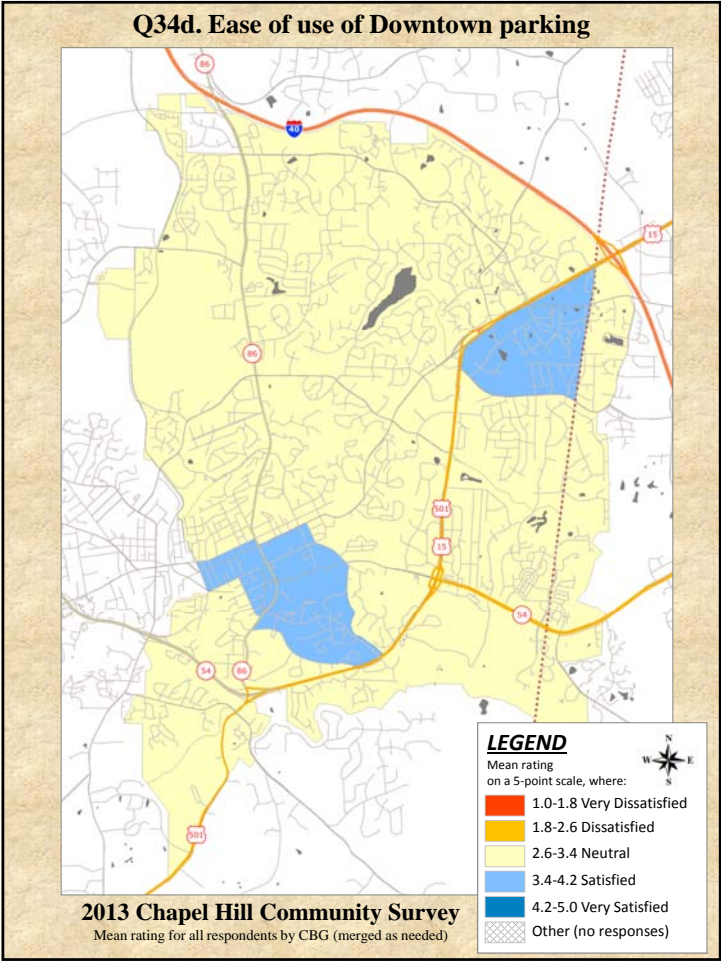 Q34d. Ease of use of Downtown parking
86
40
15
86
501
15
54
54
86
501
LEGEND
Mean rating
on a 5-point scale, where:
N
W E
S
1.0-1.8 Very Dissatisfied
1.8-2.6 Dissatisfied
2.6-3.4 Neutral
3.4-4.2 Satisfied
4.2-5.0 Very Satisfied
Other (no responses)
2013 Chapel Hill Community Survey
Mean rating for all respondents by CBG (merged as needed)